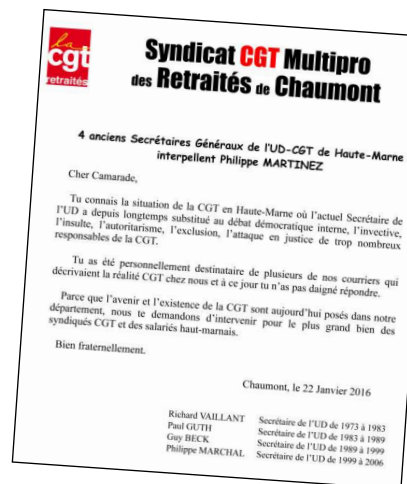 la
cgt
retraités
Syndicat CGT Multipro
des Retraités de Chaumont
4 anciens Secrétaires Généraux de l'UD-CGT de Haute-Marne
interpellent Philippe MARTINEZ
Cher Camarade,
Tu connais la situation de la CGT en Haute-Marne où l'actuel Secrétaire de
l'UD a depuis longtemps substitué au débat démocratique interne, l'invective,
l'insulte, l'autoritarisme, l'exclusion, l'attaque en justice de trop nombreux
responsables de la CGT.
Tu as été personnellement destinataire de plusieurs de nos courriers qui
décrivaient la réalité CGT chez nous et à ce jour tu n'as pas daigné répondre.
Parce que l'avenir et l'existence de la CGT sont aujourd'hui posés dans notre
département, nous te demandons d'intervenir pour le plus grand bien des
syndiqués CGT et des salariés haut-marnais.
Bien fraternellement.
Chaumont, le 22 Janvier 2016
Richard VAILLANT Secrétaire de l'UD de 1973 à 1983
Paul GUTH Secrétaire de l'UD de 1983 à 1989
Guy BECK Secrétaire de l'UD de 1989 à 1999
Philippe MARCHAL Secrétaire de l'UD de 1999 à 2006